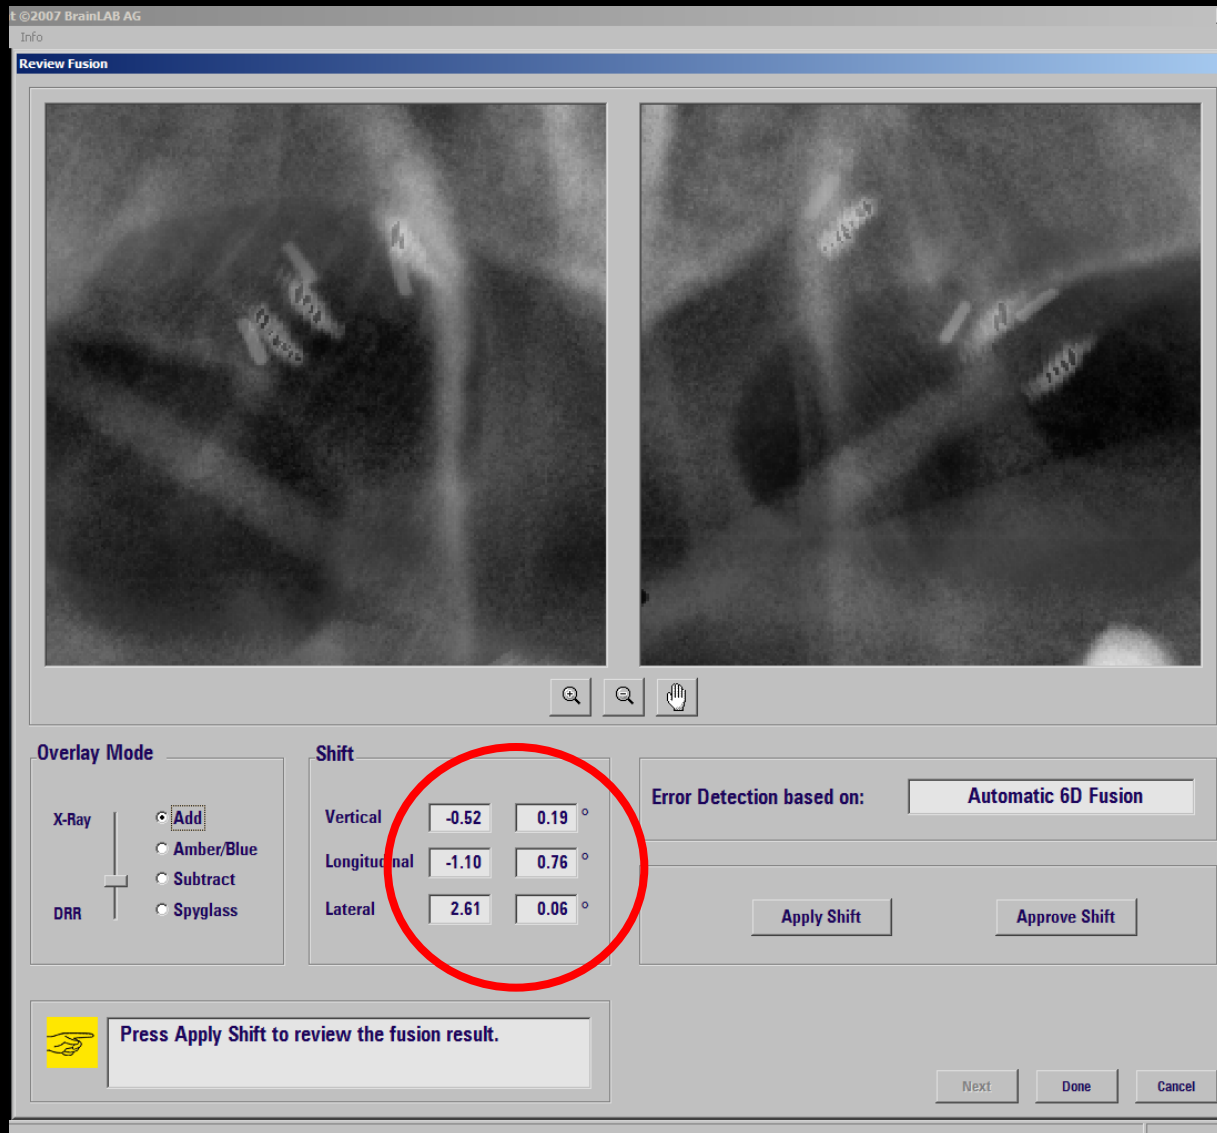 t ©2007 BrainLAB AG
Info
Review Fusion
Overlay Mode
X-Ray
DRR
Add
Amber/Blue
Subtract
Spyglass
Shift
Vertical -0.52 0.19 °
Longitudinal -1.10 0.76 °
Lateral 2.61 0.06 °
Error Detection based on: Automatic 6D Fusion
Apply Shift Approve Shift
Press Apply Shift to review the fusion result.
Next Done Cancel